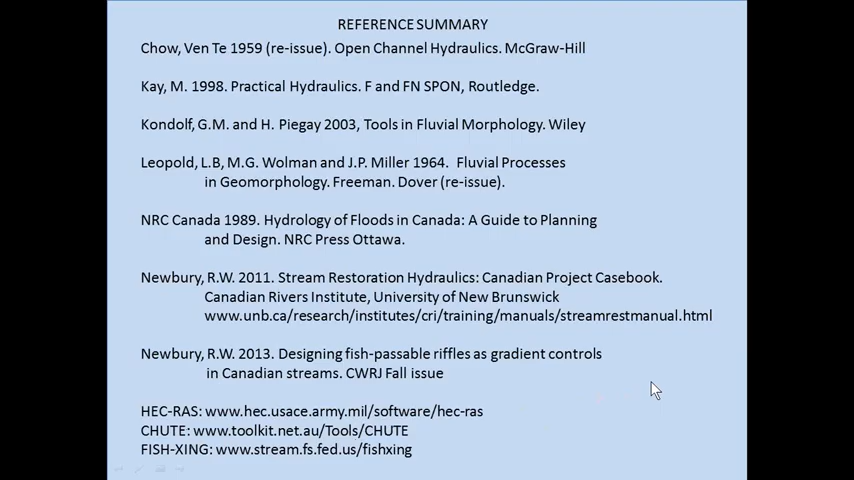 REFERENCE SUMMARY
Chow, Ven Te 1959 (re-issue). Open Channel Hydraulics. McGraw-Hill
Kay, M. 1998. Practical Hydraulics. F and FN SPON, Routledge.
Kondolf, G.M. and H. Piegay 2003, Tools in Fluvial Morphology. Wiley
Leopold, L.B, M.G. Wolman and J.P. Miller 1964. Fluvial Processes
in Geomorphology. Freeman. Dover (re-issue).
NRC Canada 1989. Hydrology of Floods in Canada: A Guide to Planning
and Design. NRC Press Ottawa.
Newbury, R.W. 2011. Stream Restoration Hydraulics: Canadian Project Casebook.
Canadian Rivers Institute, University of New Brunswick
www.unb.ca/research/institutes/cri/training/manuals/streamrestmanual.html
Newbury, R.W. 2013. Designing fish-passable riffles as gradient controls
in Canadian streams. CWRJ Fall issue
HEC-RAS: www.hec.usace.army.mil/software/hec-ras
CHUTE: www.toolkit.net.au/Tools/CHUTE
FISH-XING: www.stream.fs.fed.us/fishxing